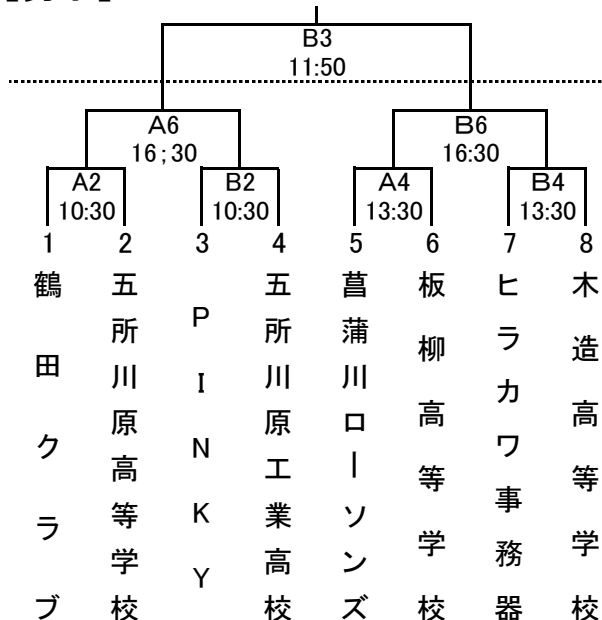 B3
11:50
A6
16;30
B6
16:30
A2
10:30
B2
10:30
A4
13:30
B4
13:30
1 2 3 4 5 6 7 8
鶴田クラブ
五所川原高等学校
PINKY
五所川原工業高校
菖蒲川ローソンズ
板柳高等学校
ヒラカワ事務器
木造高等学校